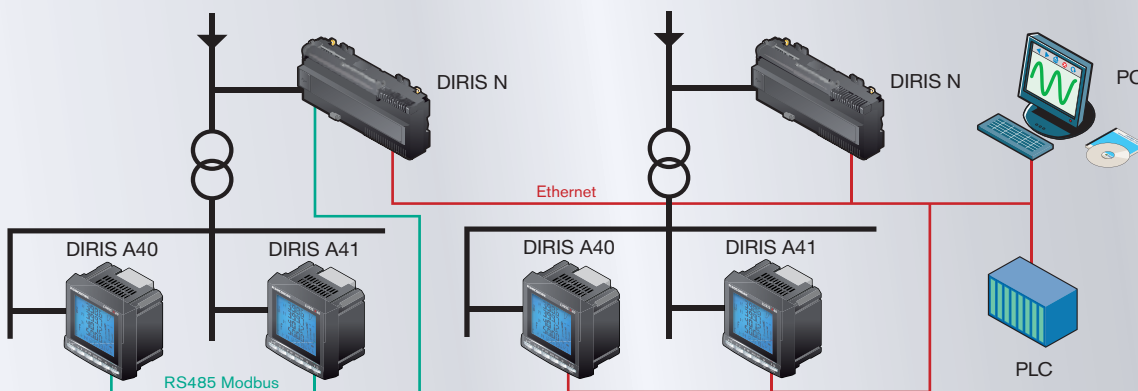 DIRIS N
DIRIS N
PC
Ethernet
DIRIS A40
DIRIS A41
DIRIS A40
DIRIS A41
PLC
RS485 Modbus